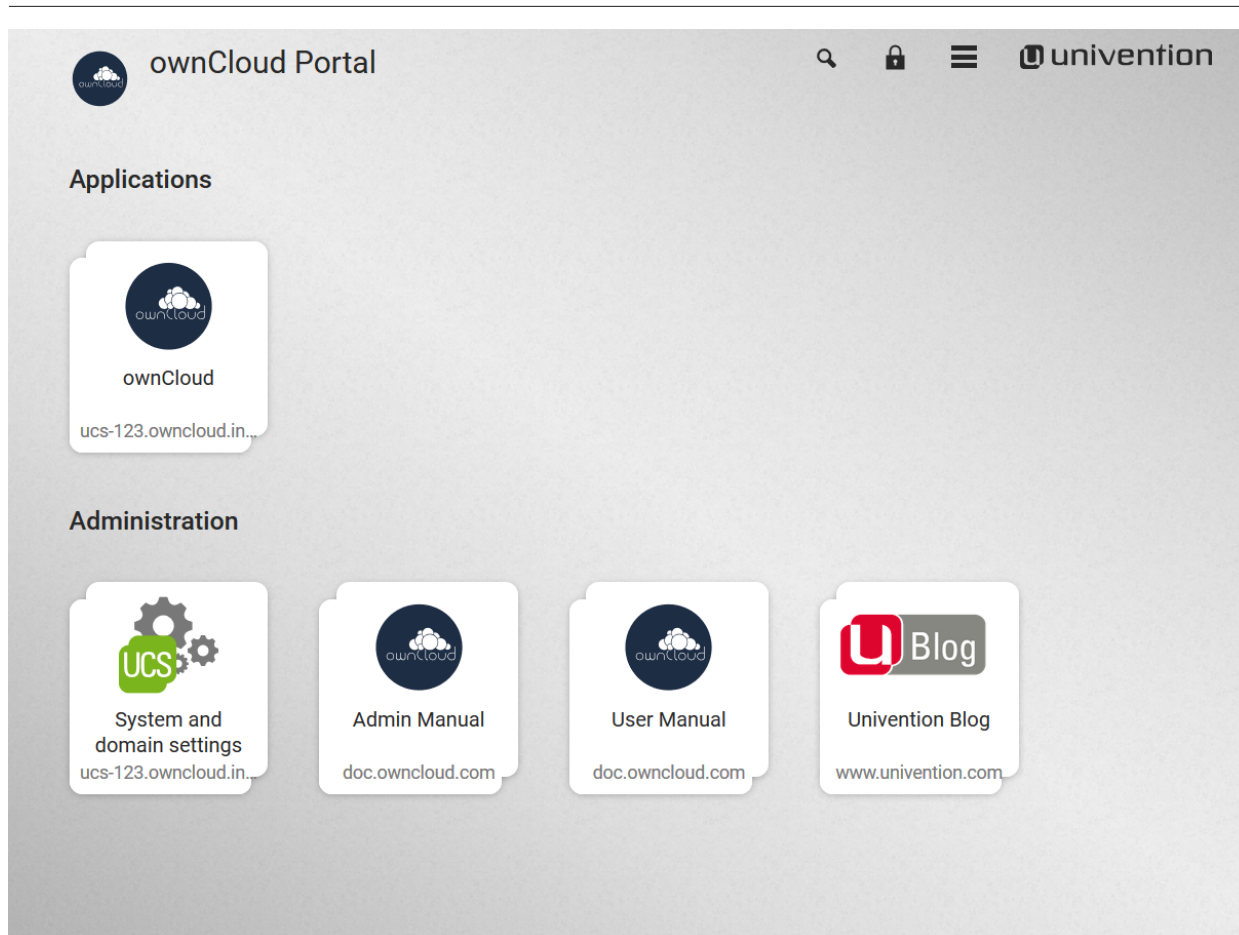 ownCloud
ownCloud Portal
univention
Applications
ownCloud
ownCloud
ucs-123.owncloud.in...
Administration
UCS
ownCloud
ownCloud
Blog
System and
domain settings
Admin Manual
User Manual
Univention Blog
ucs-123.owncloud.in...
doc.owncloud.com
doc.owncloud.com
www.univention.com